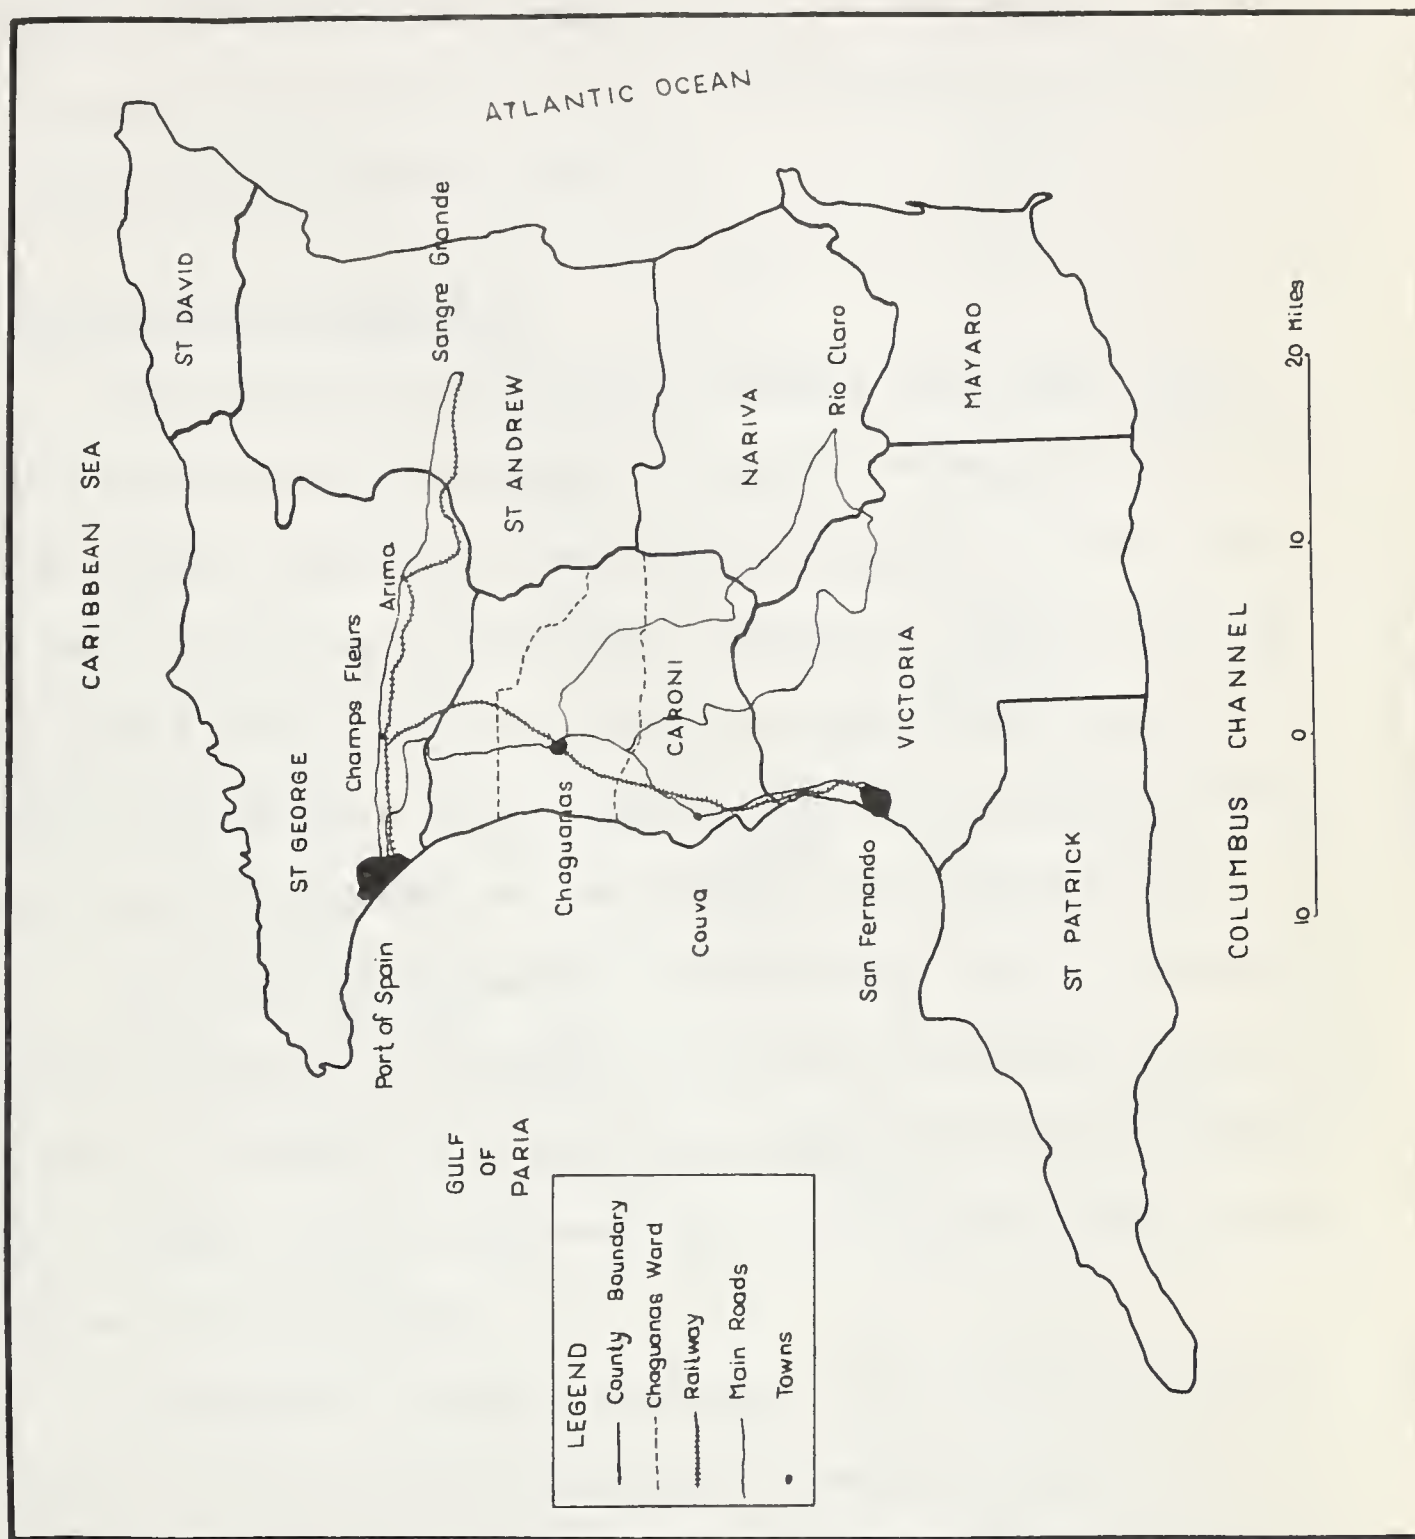 CARIBBEAN SEA
ATLANTIC OCEAN
ST DAVID
Sangre Grande
ST ANDREW
ST GEORGE
Champs Fleurs
Arima
Port of Spain
NARIVA
Rio Claro
MAYARO
CARONI
Chaguanas
Couva
VICTORIA
San Fernando
ST PATRICK
GULF
OF
PARIA
COLUMBUS CHANNEL
10 0 10 20 Miles
LEGEND
County Boundary
Chaguanas Ward
Railway
Main Roads
Towns